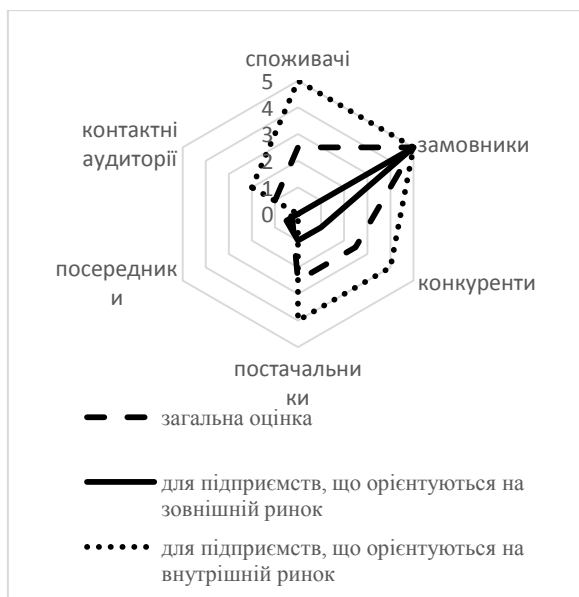 споживачі
5
4
3
2
1
0
замовники
конкуренти
постачальни
ки
посередник
и
контактні
аудиторії
загальна оцінка
для підприємств, що орієнтуються на
зовнішній ринок
для підприємств, що орієнтуються на
внутрішній ринок